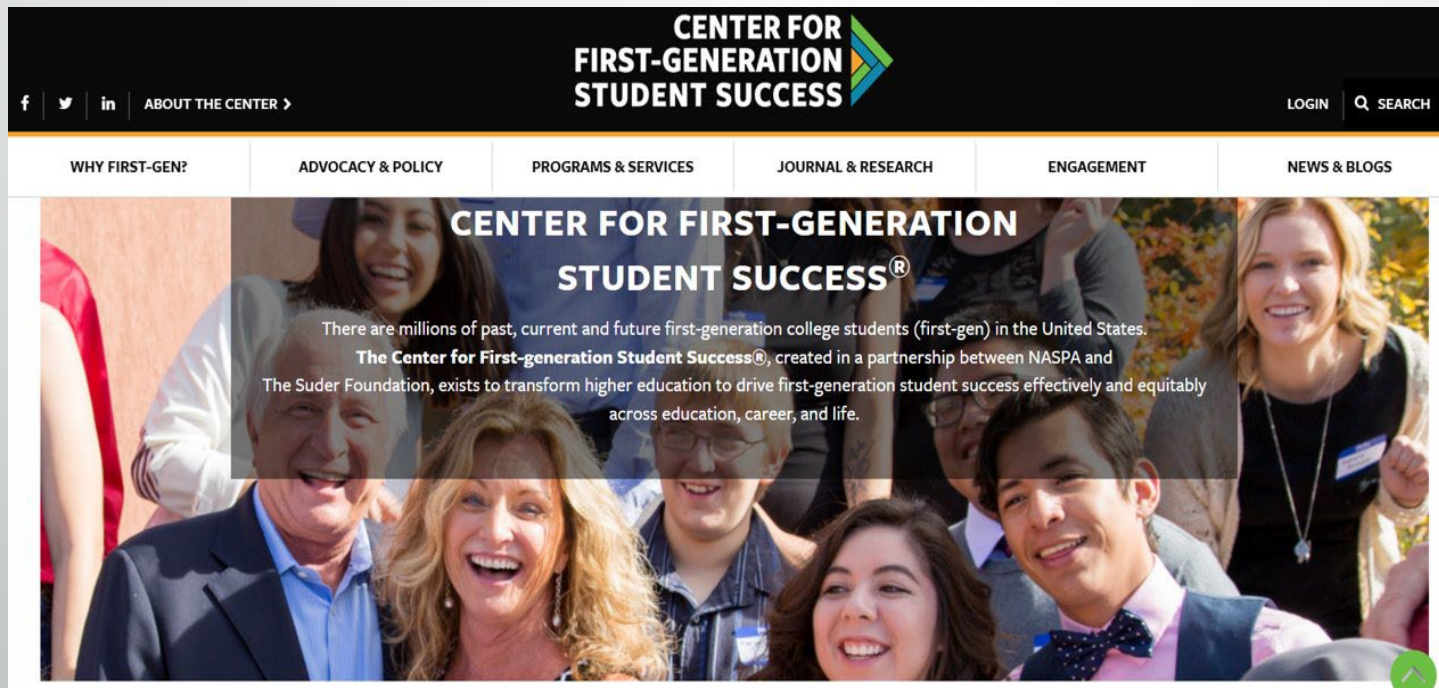 CENTER FOR
FIRST-GENERATION
STUDENT SUCCESS
f
in
ABOUT THE CENTER >
LOGIN
SEARCH
WHY FIRST-GEN?
ADVOCACY & POLICY
PROGRAMS & SERVICES
JOURNAL & RESEARCH
ENGAGEMENT
NEWS & BLOGS
CENTER FOR FIRST-GENERATION
STUDENT SUCCESS®
There are millions of past, current and future first-generation college students (first-gen) in the United States.
The Center for First-generation Student Success®, created in a partnership between NASPA and
The Suder Foundation, exists to transform higher education to drive first-generation student success effectively and equitably
across education, career, and life.